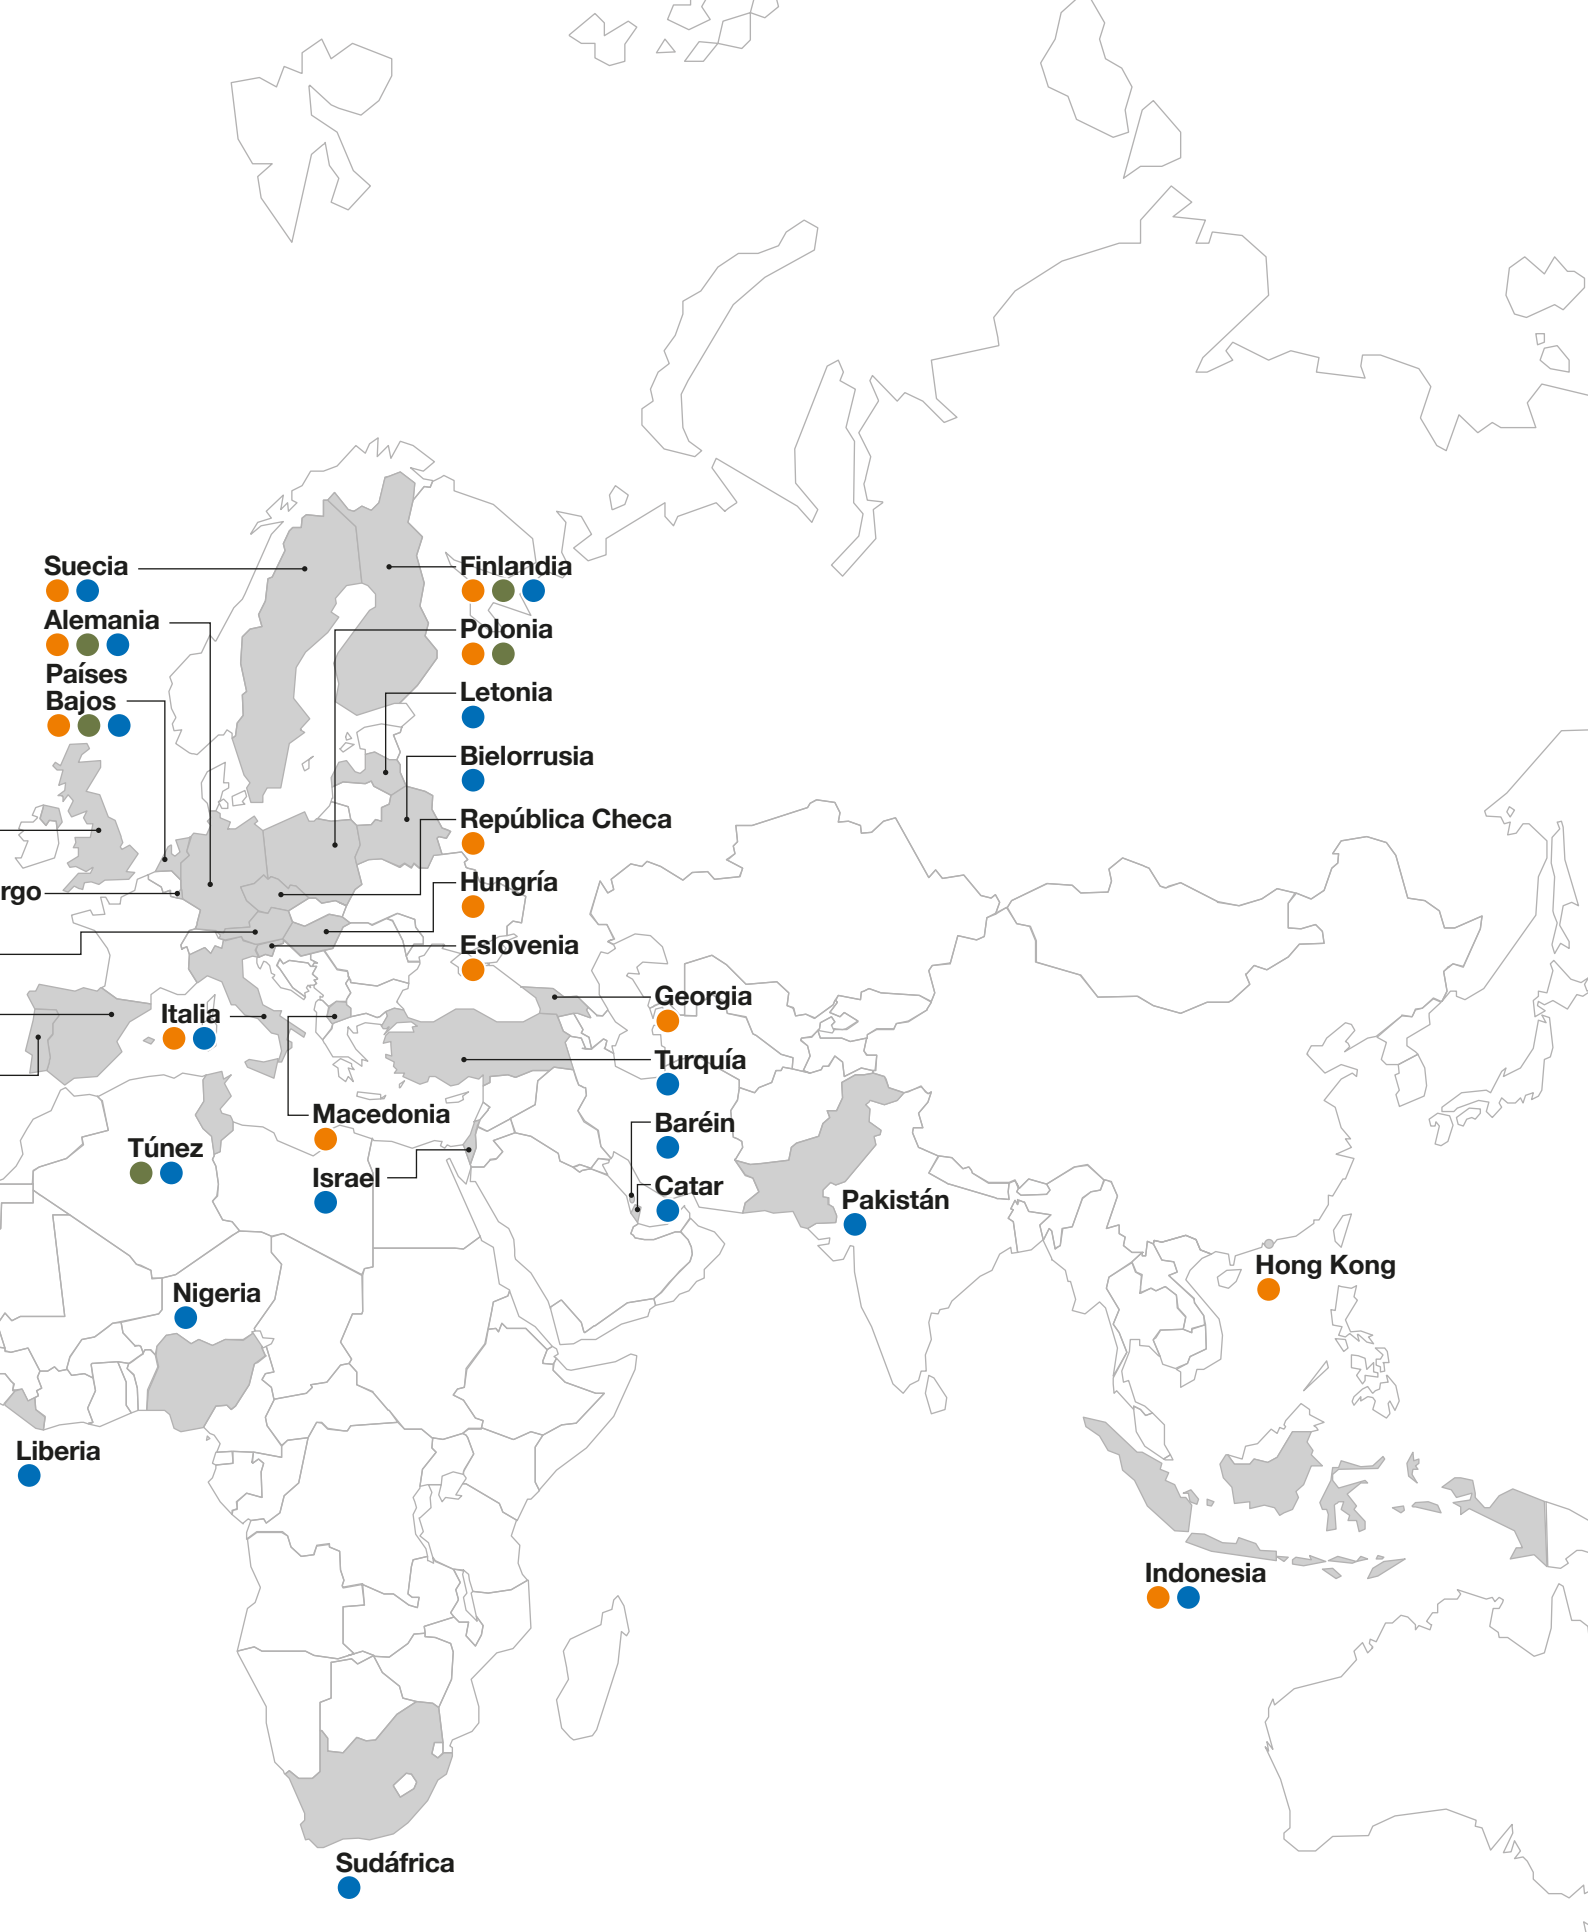 Suecia
Finlandia
Alemania
Polonia
Países
Bajos
Letonia
Bielorrusia
República Checa
Hungría
rgo
Eslovenia
Georgia
Italia
Turquía
Macedonia
Baréin
Túnez
Israel
Catar
Pakistán
Hong Kong
Nigeria
Liberia
Indonesia
Sudáfrica